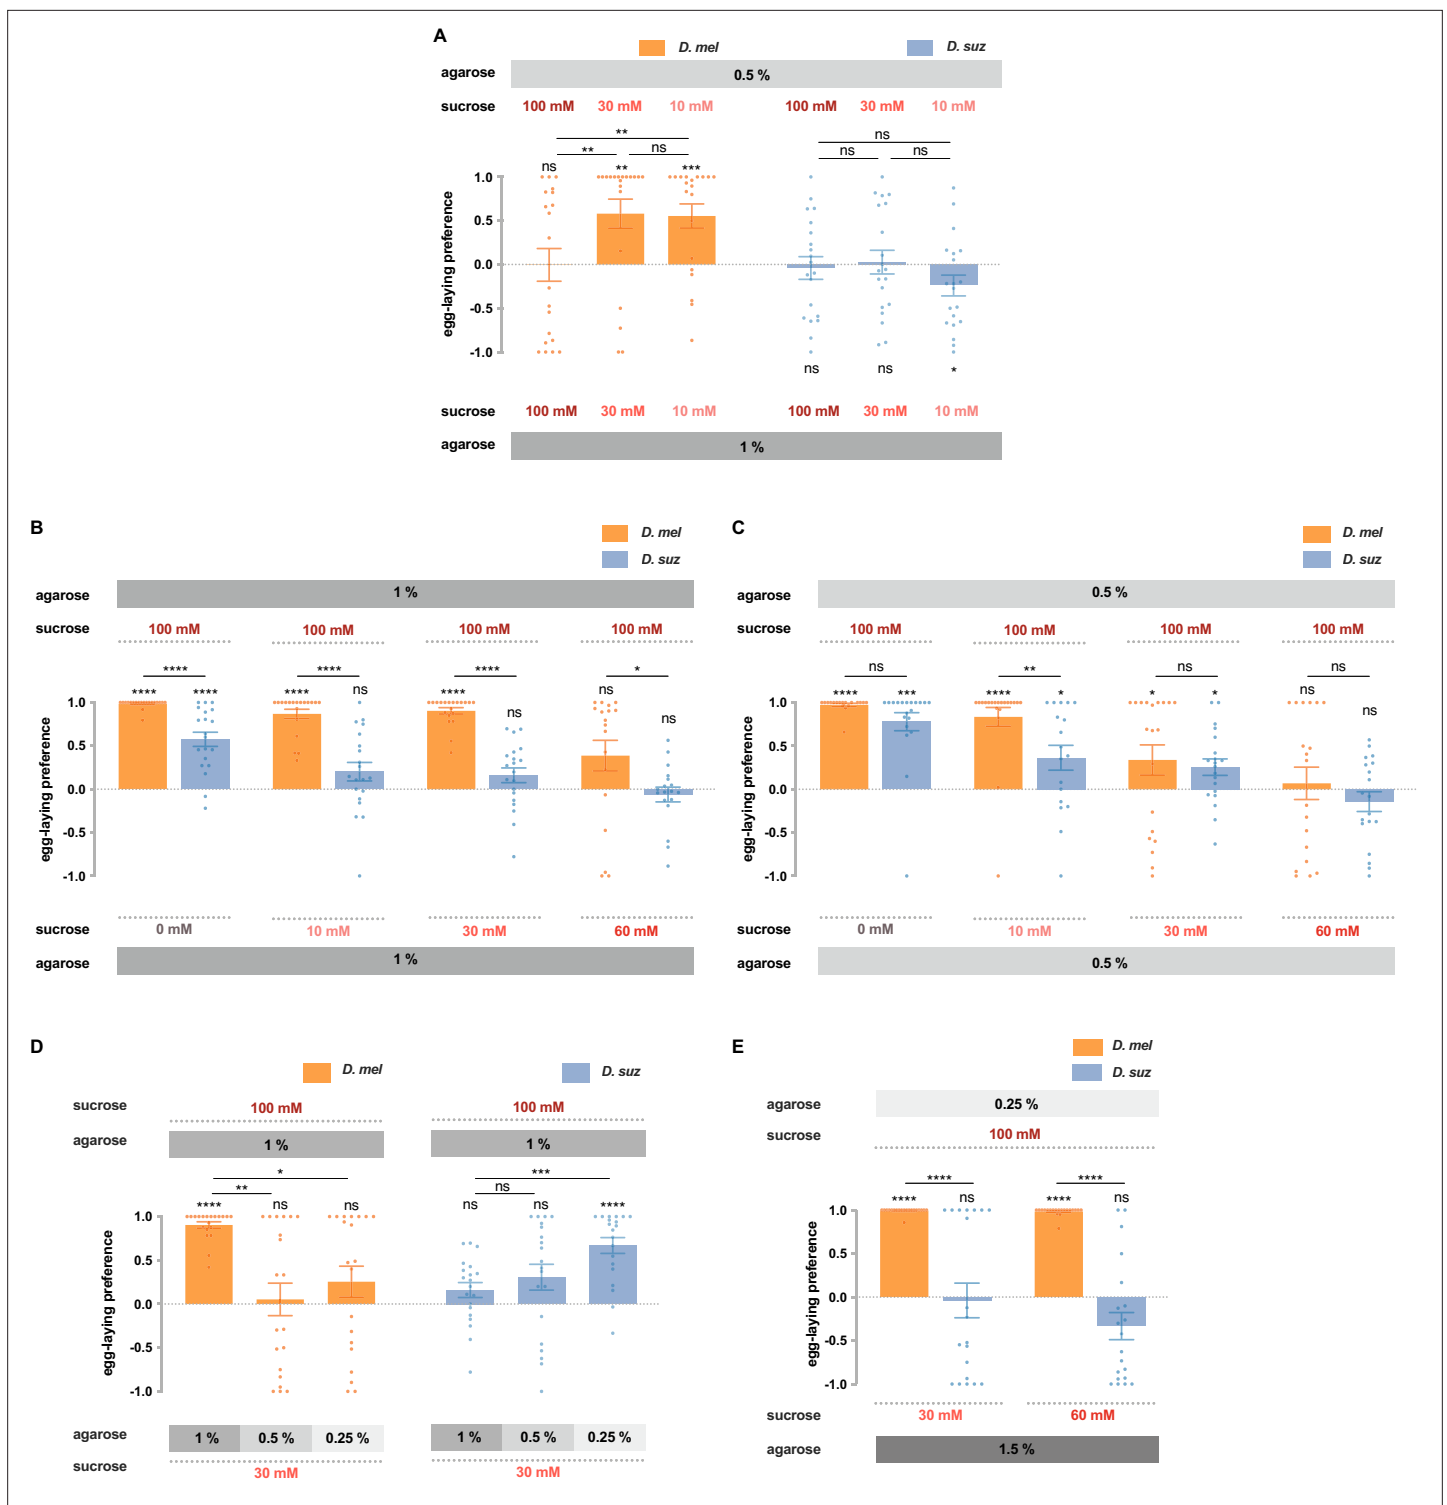 A
D. mel D. suz
agarose 0.5 %
sucrose 100 mM 30 mM 10 mM 100 mM 30 mM 10 mM
** ns
** ns ns ns
ns ** ***
egg-laying preference
1.0
0.5
0.0
-0.5
-1.0
ns ns *
sucrose 100 mM 30 mM 10 mM 100 mM 30 mM 10 mM
agarose 1 %
B
D. mel
D. suz
agarose 1 %
sucrose 100 mM 100 mM 100 mM 100 mM
**** **** **** *
**** **** **** ns **** ns ns ns
egg-laying preference
1.0
0.5
0.0
-0.5
-1.0
sucrose 0 mM 10 mM 30 mM 60 mM
agarose 1 %
C
D. mel
D. suz
agarose 0.5 %
sucrose 100 mM 100 mM 100 mM 100 mM
ns ** ns ns
**** *** **** * * * ns ns
egg-laying preference
1.0
0.5
0.0
-0.5
-1.0
sucrose 0 mM 10 mM 30 mM 60 mM
agarose 0.5 %
D
D. mel D. suz
sucrose 100 mM 100 mM
agarose 1 % 1 %
* ***
** ns
**** ns ns ns ns ****
egg-laying preference
1.0
0.5
0.0
-0.5
-1.0
agarose 1 % 0.5 % 0.25 % 1 % 0.5 % 0.25 %
sucrose 30 mM 30 mM
E
D. mel
D. suz
agarose 0.25 %
sucrose 100 mM
**** ****
**** ns **** ns
egg-laying preference
1.0
0.5
0.0
-0.5
-1.0
sucrose 30 mM 60 mM
agarose 1.5 %